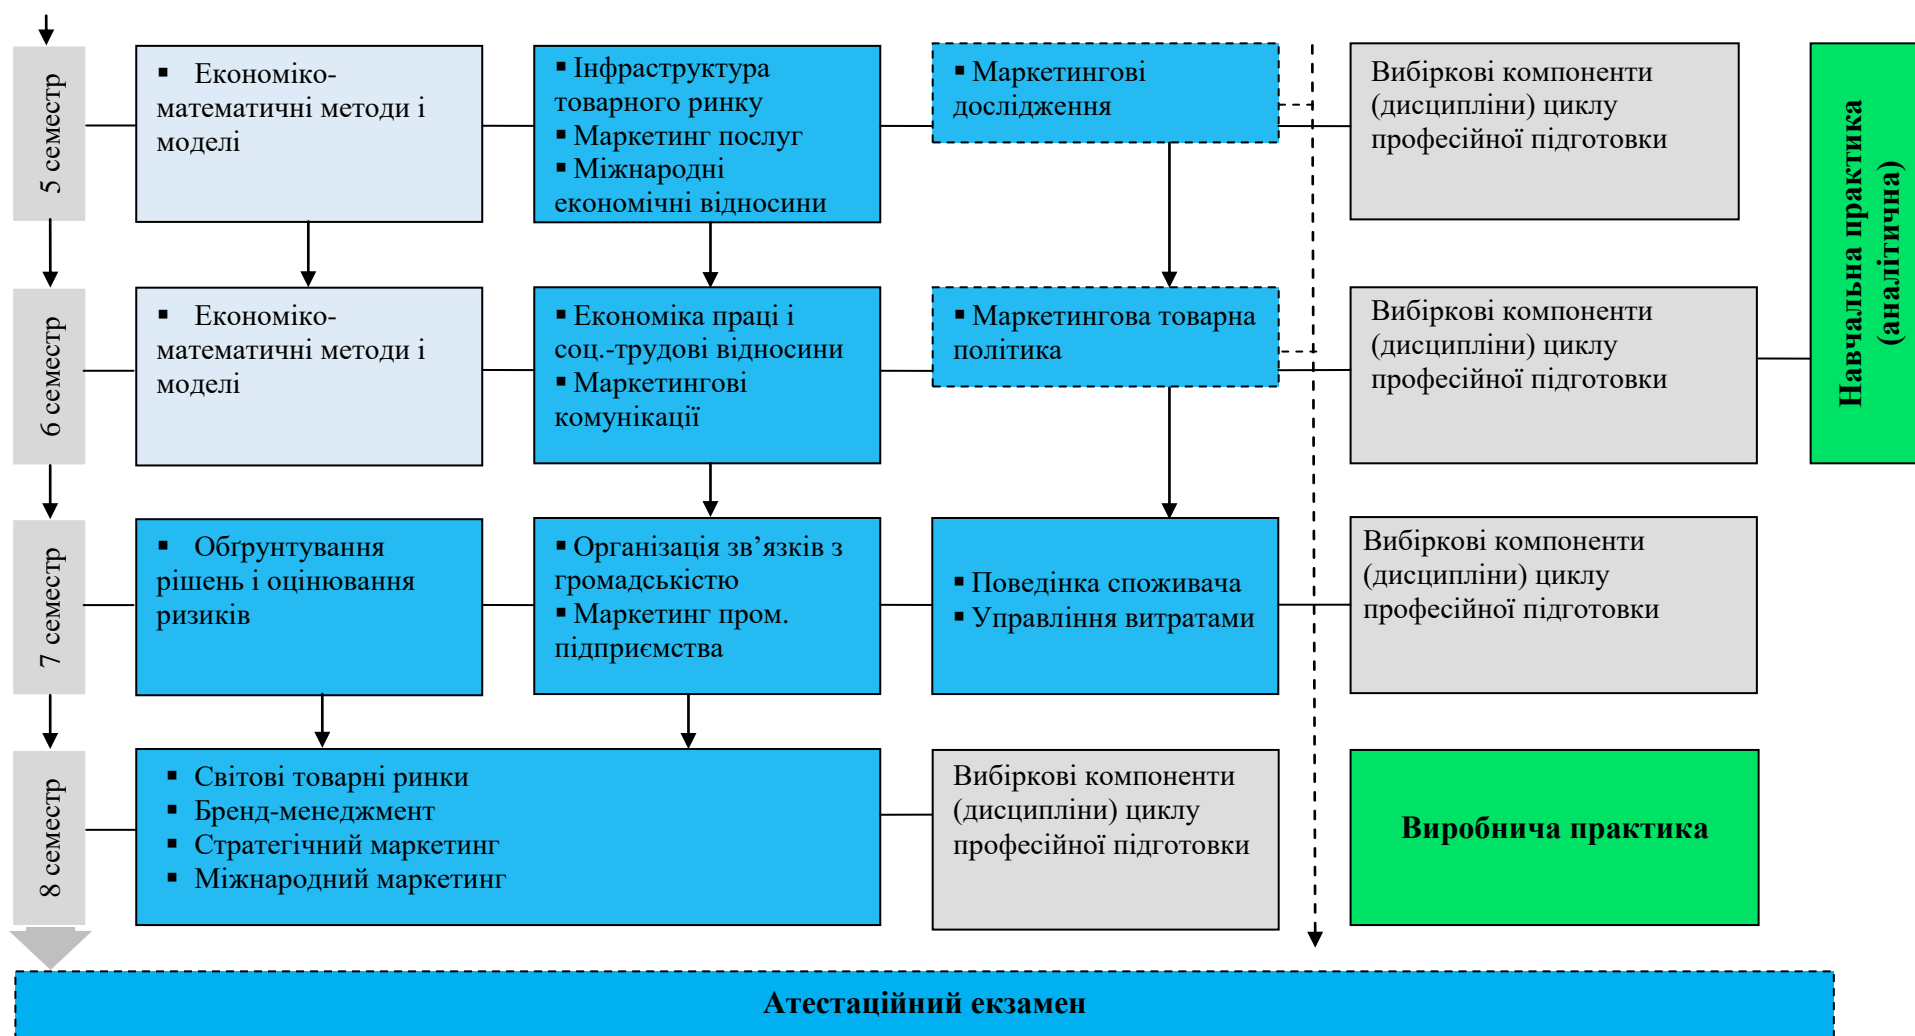 5 семестр
▪ Економіко-
математичні методи і
моделі
▪ Інфраструктура
товарного ринку
▪ Маркетинг послуг
▪ Міжнародні
економічні відносини
▪ Маркетингові
дослідження
Вибіркові компоненти
(дисципліни) циклу
професійної підготовки
Навчальна практика
(аналітична)
6 семестр
▪ Економіко-
математичні методи і
моделі
▪ Економіка праці і
соц.-трудові відносини
▪ Маркетингові
комунікації
▪ Маркетингова товарна
політика
Вибіркові компоненти
(дисципліни) циклу
професійної підготовки
7 семестр
▪ Обґрунтування
рішень і оцінювання
ризиків
▪ Організація зв’язків з
громадськістю
▪ Маркетинг пром.
підприємства
▪ Поведінка споживача
▪ Управління витратами
Вибіркові компоненти
(дисципліни) циклу
професійної підготовки
8 семестр
▪ Світові товарні ринки
▪ Бренд-менеджмент
▪ Стратегічний маркетинг
▪ Міжнародний маркетинг
Вибіркові компоненти
(дисципліни) циклу
професійної підготовки
Виробнича практика
Атестаційний екзамен